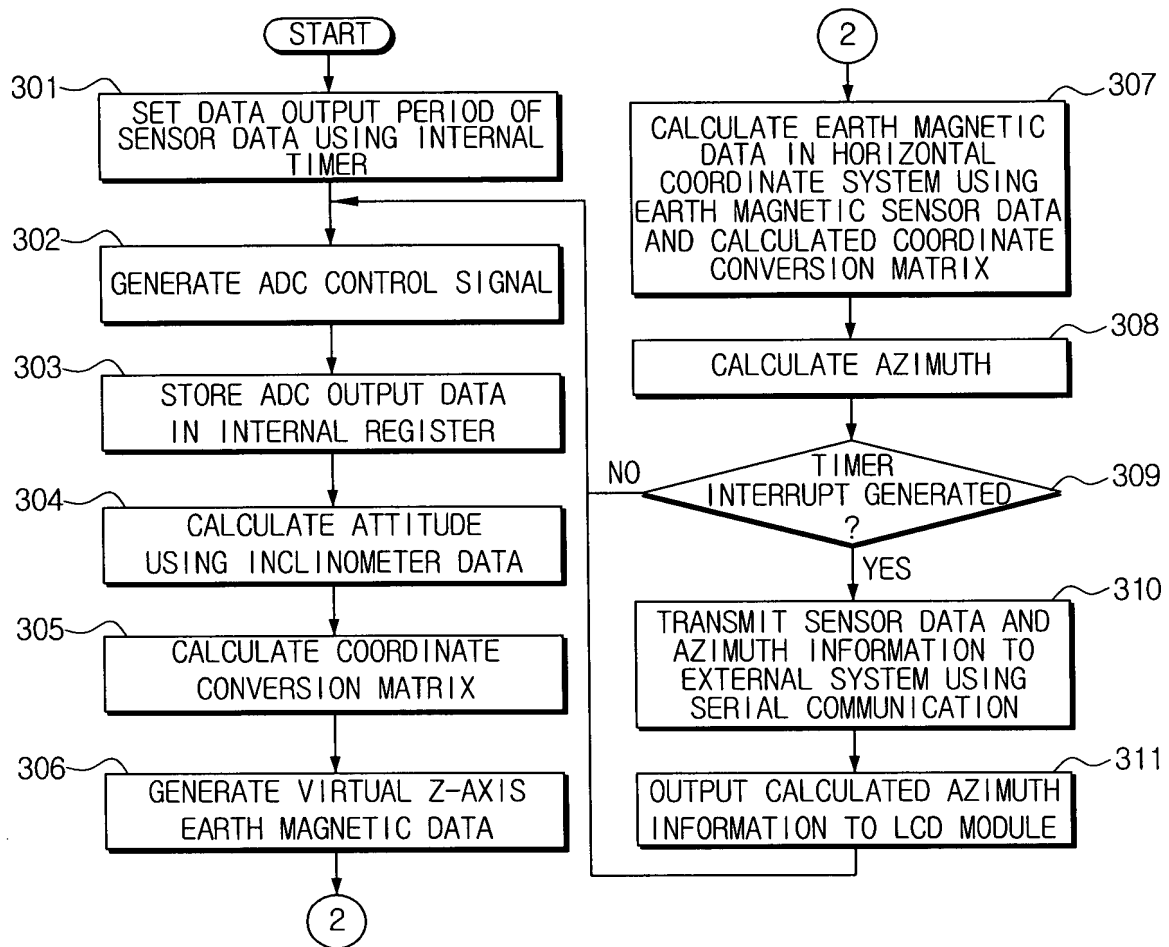 START
301
SET DATA OUTPUT PERIOD OF
SENSOR DATA USING INTERNAL
TIMER
302
GENERATE ADC CONTROL SIGNAL
303
STORE ADC OUTPUT DATA
IN INTERNAL REGISTER
304
CALCULATE ATTITUDE
USING INCLINOMETER DATA
305
CALCULATE COORDINATE
CONVERSION MATRIX
306
GENERATE VIRTUAL Z-AXIS
EARTH MAGNETIC DATA
2
2
307
CALCULATE EARTH MAGNETIC
DATA IN HORIZONTAL
COORDINATE SYSTEM USING
EARTH MAGNETIC SENSOR DATA
AND CALCULATED COORDINATE
CONVERSION MATRIX
308
CALCULATE AZIMUTH
309
TIMER
INTERRUPT GENERATED
?
NO
YES
310
TRANSMIT SENSOR DATA AND
AZIMUTH INFORMATION TO
EXTERNAL SYSTEM USING
SERIAL COMMUNICATION
311
OUTPUT CALCULATED AZIMUTH
INFORMATION TO LCD MODULE